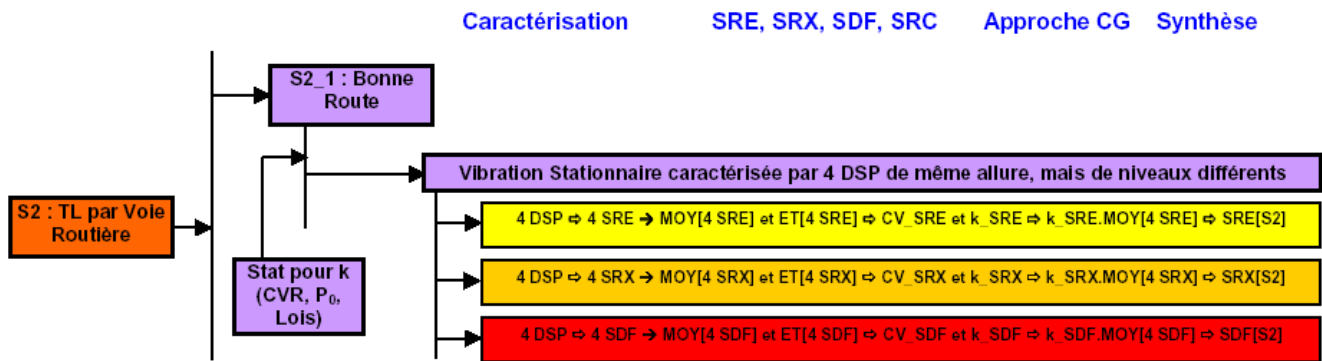 Caractérisation SRE, SRX, SDF, SRC Approche CG Synthèse
S2_1 : Bonne
Route
Vibration Stationnaire caractérisée par 4 DSP de même allure, mais de niveaux différents
S2 : TL par Voie
Routière
4 DSP ⇨ 4 SRE → MOY[4 SRE] et ET[4 SRE] ⇨ CV_SRE et k_SRE ⇨ k_SRE.MOY[4 SRE] ⇨ SRE[S2]
Stat pour k
(CVR, P₀,
Lois)
4 DSP ⇨ 4 SRX → MOY[4 SRX] et ET[4 SRX] ⇨ CV_SRX et k_SRX ⇨ k_SRX.MOY[4 SRX] ⇨ SRX[S2]
4 DSP ⇨ 4 SDF → MOY[4 SDF] et ET[4 SDF] ⇨ CV_SDF et k_SDF ⇨ k_SDF.MOY[4 SDF] ⇨ SDF[S2]